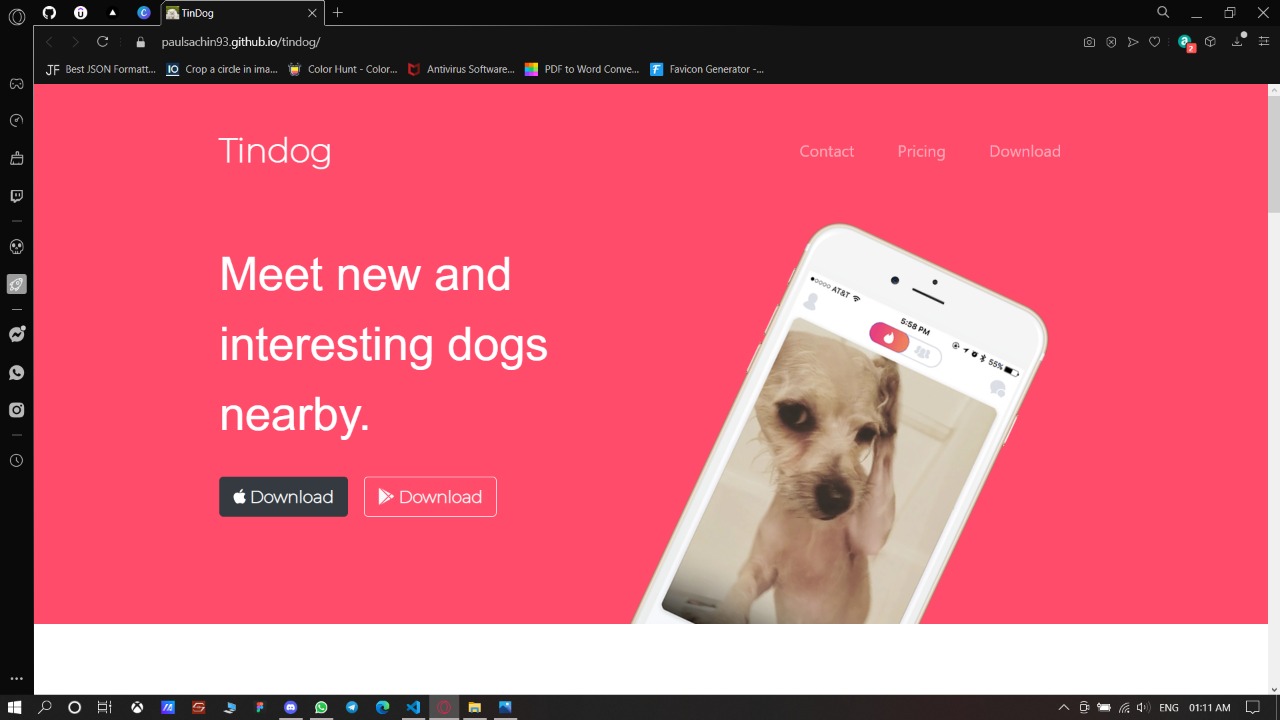 TinDog
paulsachin93.github.io/tindog/
2
JF Best JSON Formatt...
IO Crop a circle in ima...
Color Hunt - Color...
Antivirus Software...
PDF to Word Conve...
Favicon Generator -...
Tindog
Contact
Pricing
Download
Meet new and
interesting dogs
nearby.
Download
Download
AT&T
5:58 PM
55%
ENG
01:11 AM